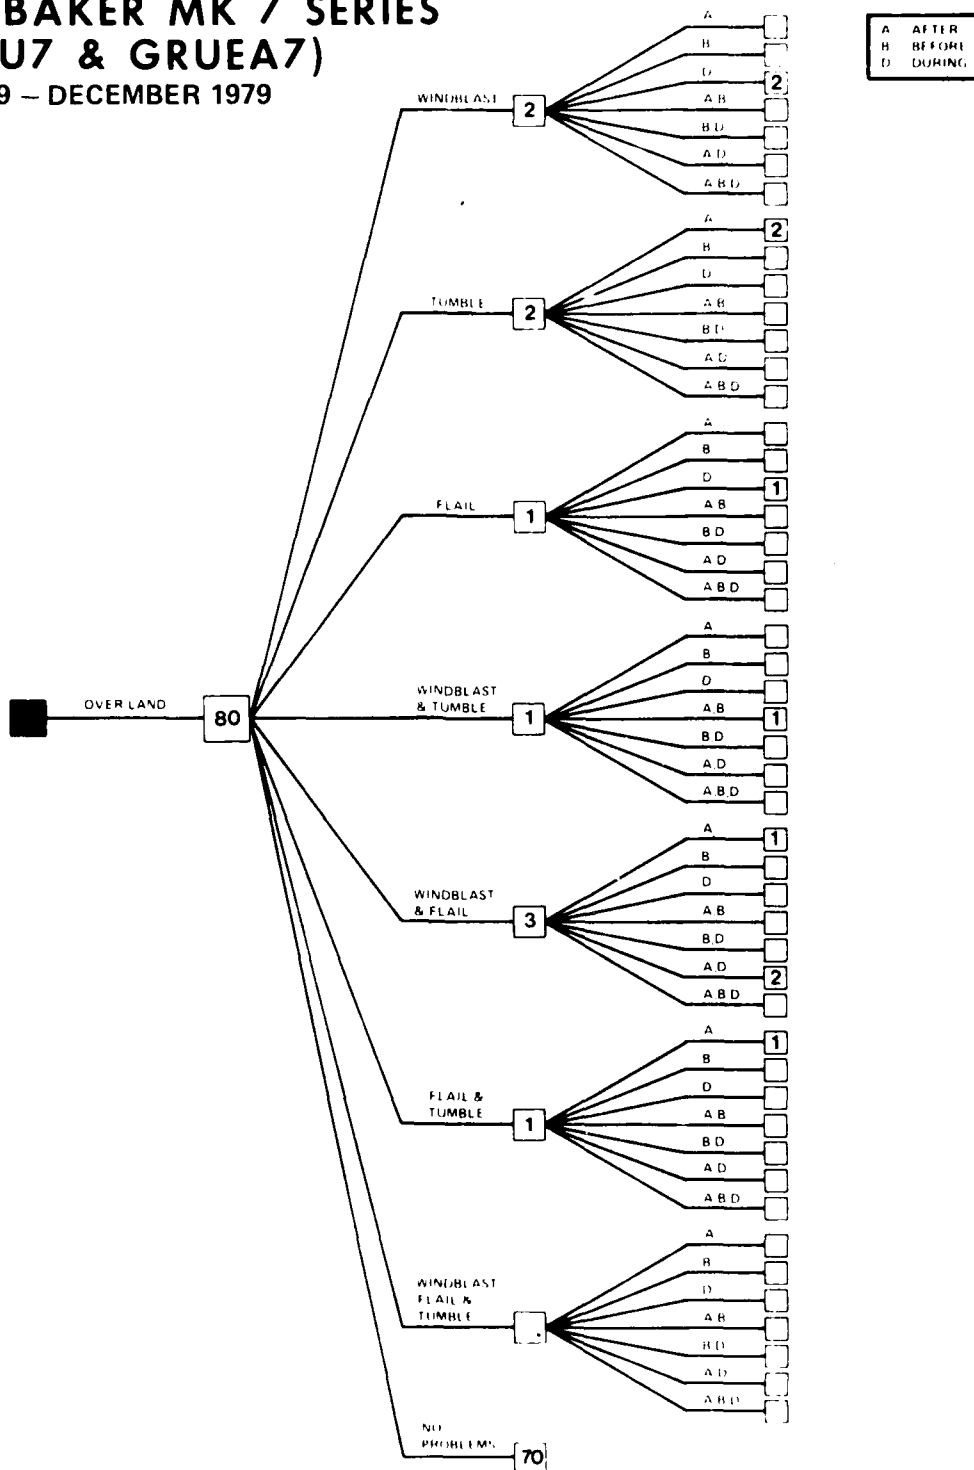 BAKER MK 7 SERIES
U7 & GRUEA7)
9 – DECEMBER 1979
A AFTER
B BEFORE
D DURING
OVER LAND
80
WINDBLAST
2
A
B
D 2
A B
B D
A D
A B D
TUMBLE
2
A 2
B
D
A B
B D
A D
A B D
FLAIL
1
A
B
D 1
A B
B D
A D
A B D
WINDBLAST
& TUMBLE
1
A
B
D
A,B 1
B D
A,D
A,B,D
WINDBLAST
& FLAIL
3
A 1
B
D
A,B
B,D
A,D 2
A B D
FLAIL &
TUMBLE
1
A 1
B
D
A B
B D
A D
A B D
WINDBLAST
FLAIL &
TUMBLE
A
B
D
A B
B D
A D
A B D
NO
PROBLEMS
70